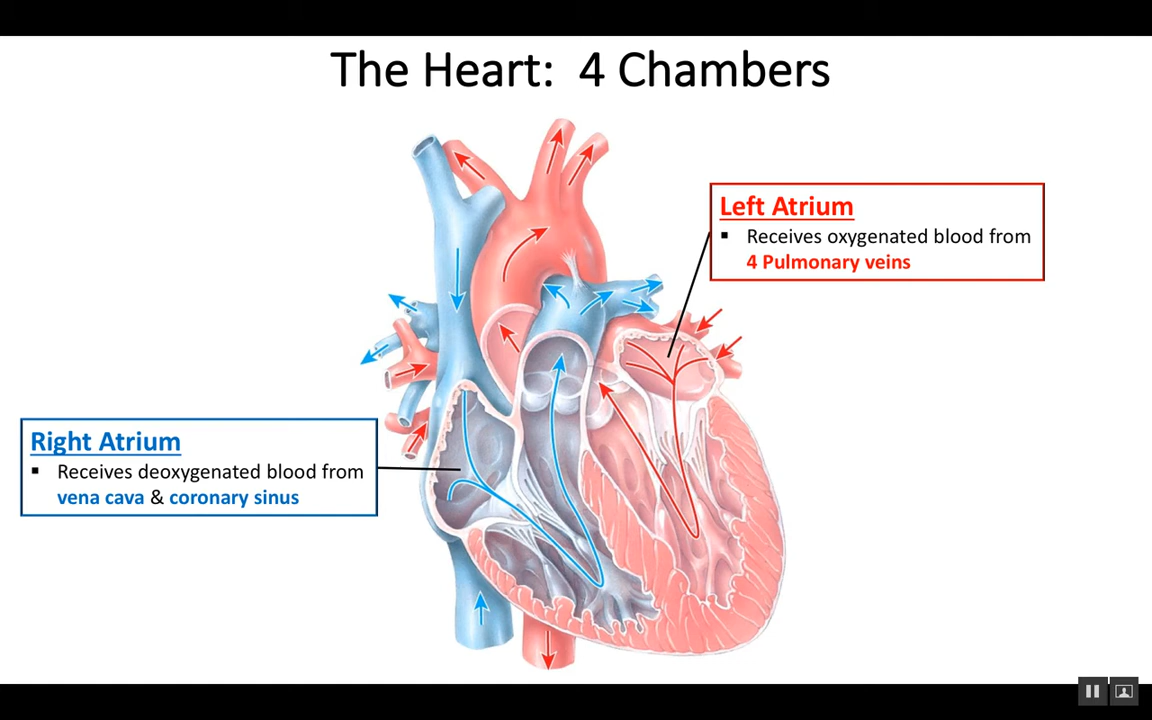 The Heart: 4 Chambers
Left Atrium
▪ Receives oxygenated blood from
4 Pulmonary veins
Right Atrium
▪ Receives deoxygenated blood from
vena cava & coronary sinus